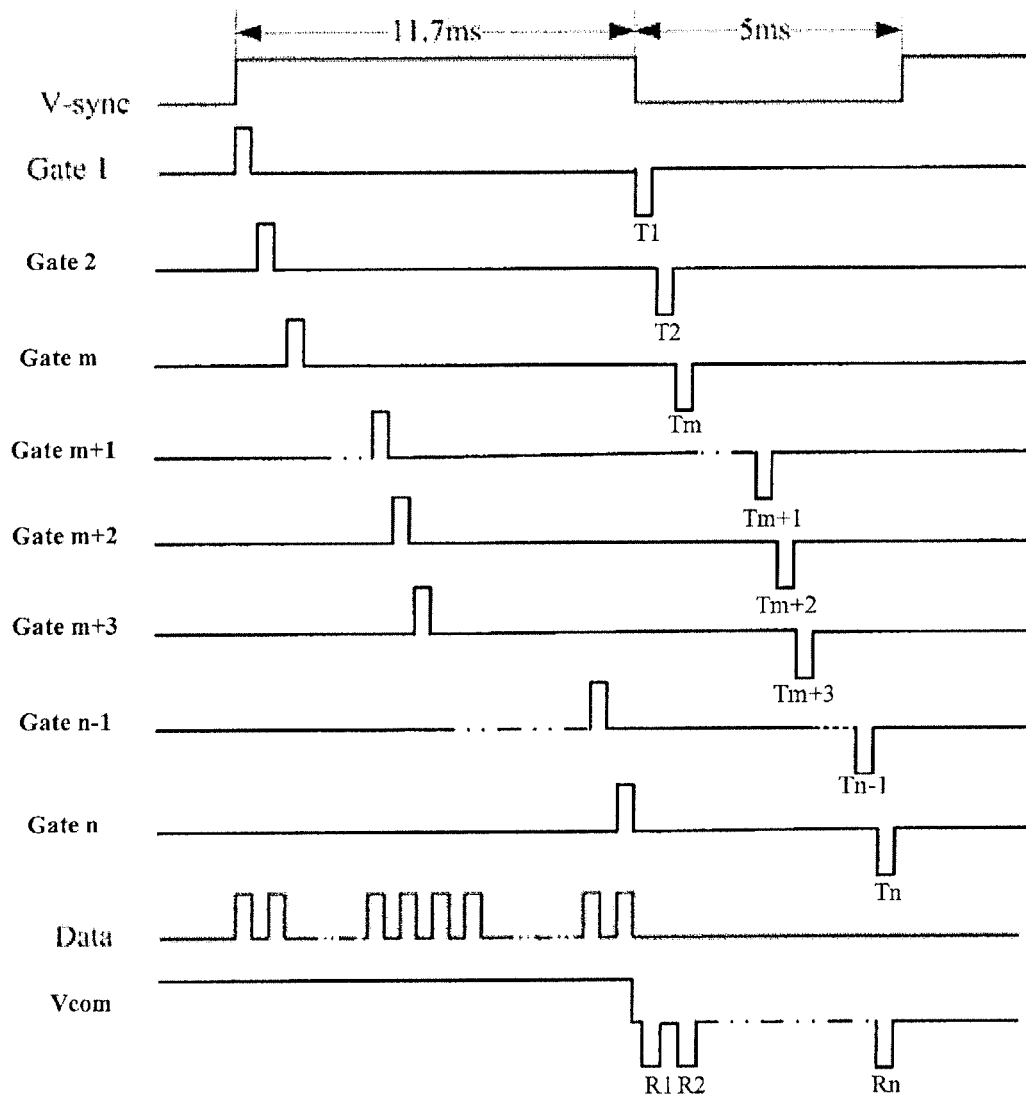 11.7ms 5ms
V-sync
Gate 1
T1
Gate 2
T2
Gate m
Tm
Gate m+1
Tm+1
Gate m+2
Tm+2
Gate m+3
Tm+3
Gate n-1
Tn-1
Gate n
Tn
Data
Vcom
R1 R2 Rn